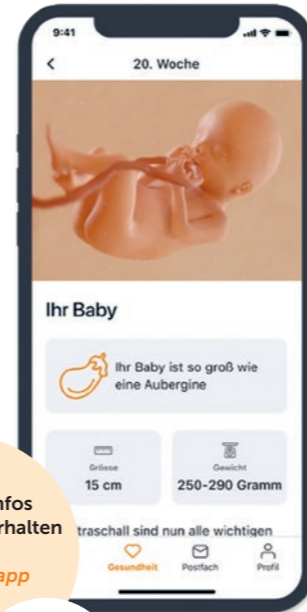 9:41
20. Woche
Ihr Baby
Ihr Baby ist so groß wie
eine Aubergine
Grösse
15 cm
Gewicht
250-290 Gramm
traschall sind nun alle wichtigen
Gesundheit
Postfach
Profil
nfos
rhalten
app